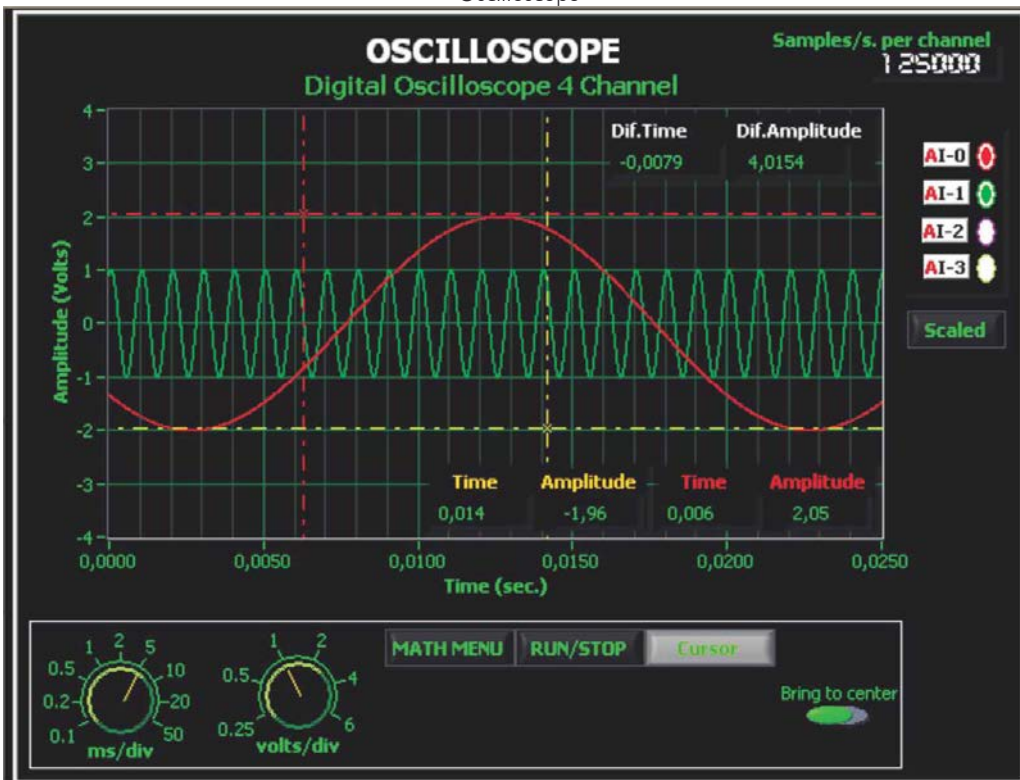 Oscilloscope
OSCILLOSCOPE
Digital Oscilloscope 4 Channel
Samples/s. per channel
125000
Dif.Time Dif.Amplitude
-0,0079 4,0154
AI-0
AI-1
AI-2
AI-3
Scaled
Amplitude (Volts)
4
3
2
1
0
-1
-2
-3
-4
Time Amplitude Time Amplitude
0,014 -1,96 0,006 2,05
0,0000 0,0050 0,0100 0,0150 0,0200 0,0250
Time (sec.)
MATH MENU RUN/STOP Cursor
0.1 0.2 0.5 1 2 5 10 20 50
ms/div
0.25 0.5 1 2 4 6
volts/div
Bring to center